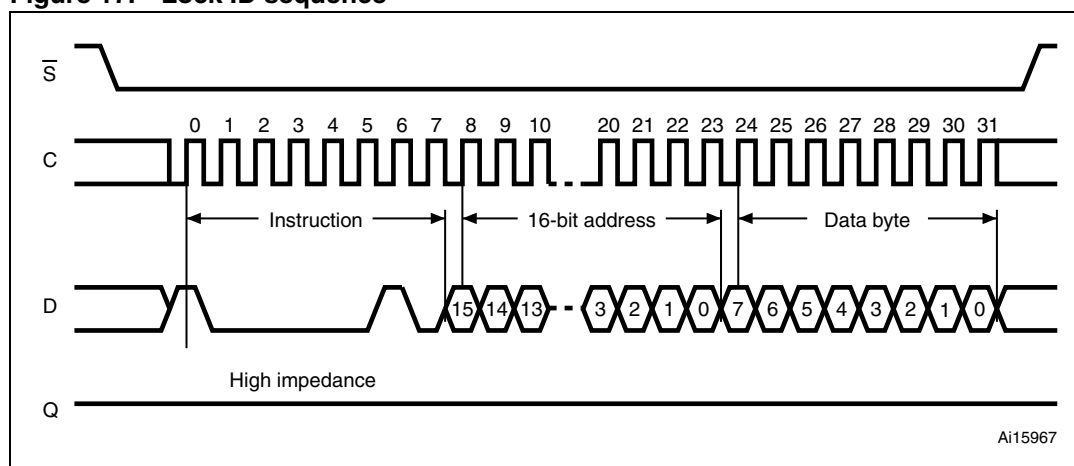 Figure 17. Lock ID sequence
S
0 1 2 3 4 5 6 7 8 9 10 20 21 22 23 24 25 26 27 28 29 30 31
C
Instruction 16-bit address Data byte
D
15 14 13 3 2 1 0 7 6 5 4 3 2 1 0
High impedance
Q
Ai15967